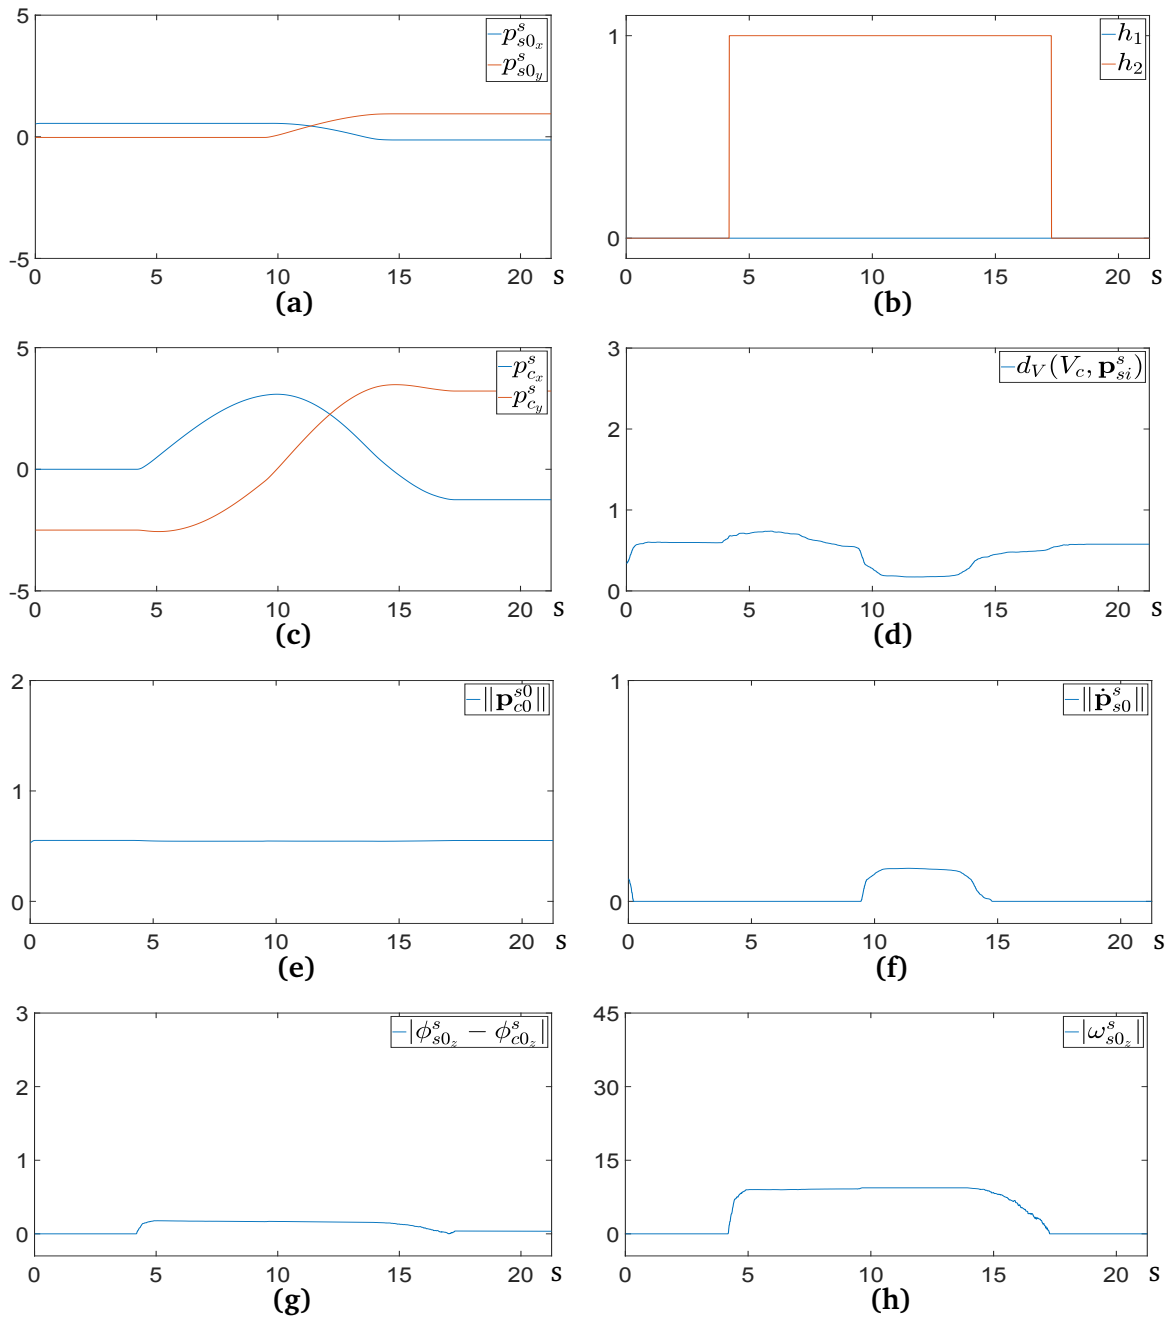 5
0
-5
p^s_{s0_x}
p^s_{s0_y}
0 5 10 15 20 s
(a)
1
0
h_1
h_2
0 5 10 15 20 s
(b)
5
0
-5
p^s_{c_x}
p^s_{c_y}
0 5 10 15 20 s
(c)
3
2
1
0
d_V(V_c, p^s_{si})
0 5 10 15 20 s
(d)
2
1
0
||p^{s0}_{c0}||
0 5 10 15 20 s
(e)
1
0
||ṗ^s_{s0}||
0 5 10 15 20 s
(f)
3
2
1
0
|ϕ^s_{s0_z} − ϕ^s_{c0_z}|
0 5 10 15 20 s
(g)
45
30
15
0
|ω^s_{s0_z}|
0 5 10 15 20 s
(h)